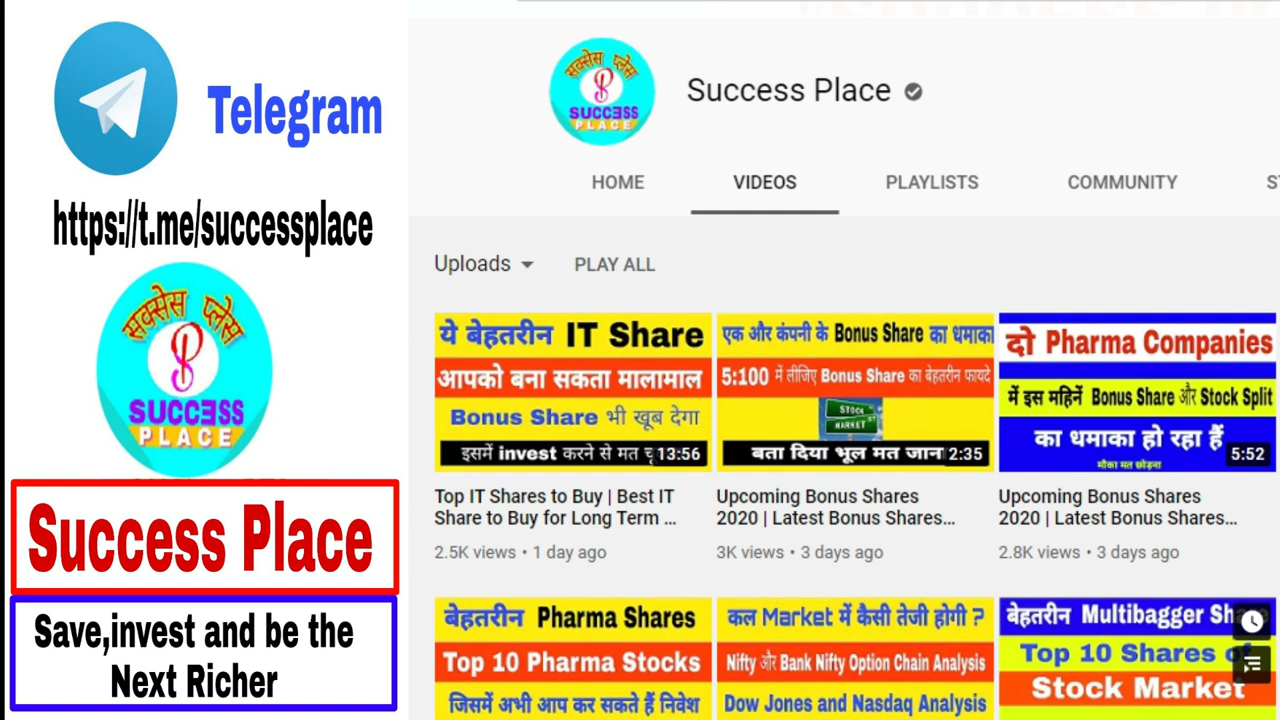 Telegram
https://t.me/successplace
सक्सेस प्लेस
SUCCESS
PLACE
Success Place
Save,invest and be the
Next Richer
सक्सेस प्लेस
SUCCESS
PLACE
Success Place
HOME
VIDEOS
PLAYLISTS
COMMUNITY
Uploads
PLAY ALL
ये बेहतरीन IT Share
आपको बना सकता मालामाल
Bonus Share भी खूब देगा
इसमें invest करने से मत
13:56
Top IT Shares to Buy | Best IT
Share to Buy for Long Term ...
2.5K views • 1 day ago
एक और कंपनी के Bonus Share का धमाका
5:100 में लीजिए Bonus Share का बेहतरीन फायदे
STOCK
MARKET
बता दिया भूल मत जाना
2:35
Upcoming Bonus Shares
2020 | Latest Bonus Shares...
3K views • 3 days ago
दो Pharma Companies
में इस महिनें Bonus Share और Stock Split
का धमाका हो रहा हैं
मौका मत छोड़ना
5:52
Upcoming Bonus Shares
2020 | Latest Bonus Shares...
2.8K views • 3 days ago
बेहतरीन Pharma Shares
Top 10 Pharma Stocks
जिसमें अभी आप कर सकते हैं निवेश
कल Market में कैसी तेजी होगी ?
Nifty और Bank Nifty Option Chain Analysis
Dow Jones and Nasdaq Analysis
बेहतरीन Multibagger
Top 10 Shares of
Stock Market